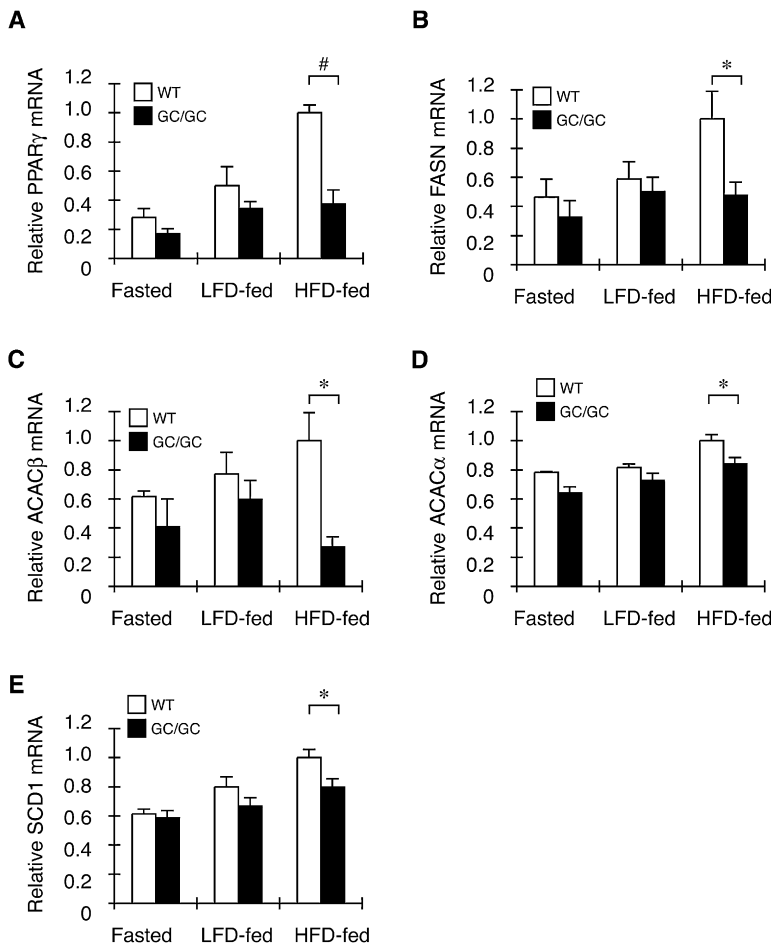 A
Relative PPARγ mRNA
1.2
1.0
0.8
0.6
0.4
0.2
0
WT
GC/GC
#
Fasted LFD-fed HFD-fed
B
Relative FASN mRNA
1.2
1.0
0.8
0.6
0.4
0.2
0
WT
GC/GC
*
Fasted LFD-fed HFD-fed
C
Relative ACACβ mRNA
1.2
1.0
0.8
0.6
0.4
0.2
0
WT
GC/GC
*
Fasted LFD-fed HFD-fed
D
Relative ACACα mRNA
1.2
1.0
0.8
0.6
0.4
0.2
0
WT
GC/GC
*
Fasted LFD-fed HFD-fed
E
Relative SCD1 mRNA
1.2
1.0
0.8
0.6
0.4
0.2
0
WT
GC/GC
*
Fasted LFD-fed HFD-fed